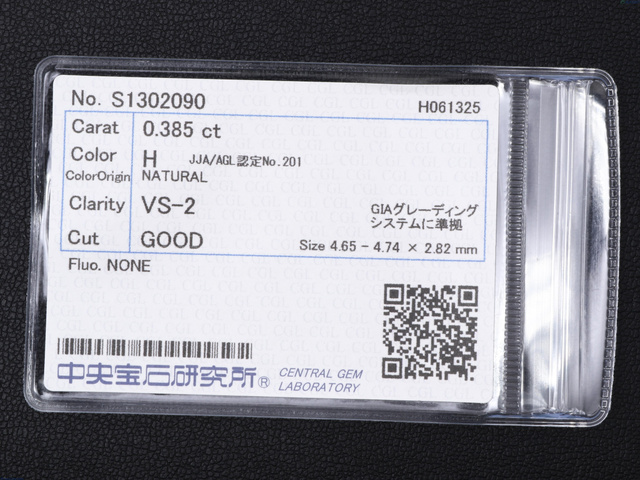 No. S1302090
H061325
Carat 0.385 ct
Color H JJA/AGL認定No.201
ColorOrigin NATURAL
Clarity VS-2
GIAグレーディング
システムに準拠
Cut GOOD
Size 4.65 - 4.74 × 2.82 mm
Fluo. NONE
中央宝石研究所®
CENTRAL GEM
LABORATORY